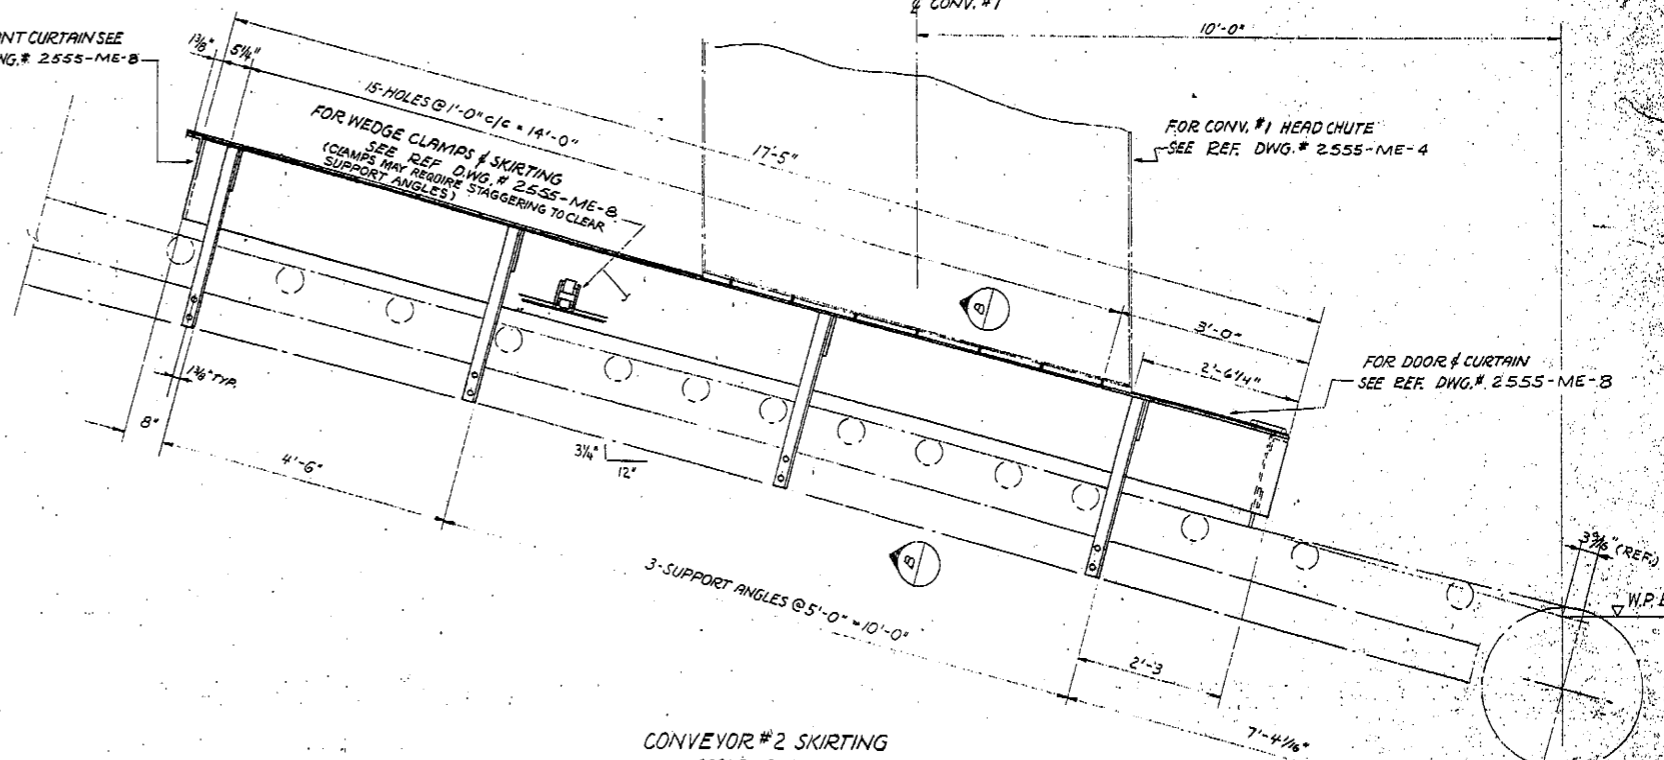 ℄ CONV. #1
10'-0"
CURTAIN SEE
# 2555-ME-8
1⅜"
5¼"
15-HOLES @ 1'-0" c/c = 14'-0"
FOR WEDGE CLAMPS & SKIRTING
SEE REF. DWG. # 2555-ME-8
(CLAMPS MAY REQUIRE STAGGERING TO CLEAR
SUPPORT ANGLES)
17'-5"
FOR CONV. #1 HEAD CHUTE
SEE REF. DWG. # 2555-ME-4
B
3'-0"
2'-6¼"
FOR DOOR & CURTAIN
SEE REF. DWG. # 2555-ME-8
1⅜" TYP.
8"
4'-6"
3¼"
12"
B
3-SUPPORT ANGLES @ 5'-0" = 10'-0"
3 9/16" (REF.)
W.P.
2'-3
7'-4 1/16"
CONVEYOR #2 SKIRTING